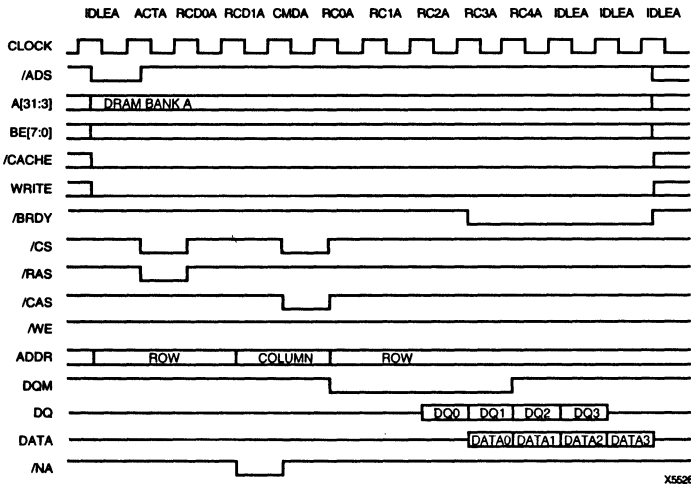 IDLEA ACTA RCD0A RCD1A CMDA RC0A RC1A RC2A RC3A RC4A IDLEA IDLEA IDLEA
CLOCK
/ADS
A[31:3] DRAM BANK A
BE[7:0]
/CACHE
WRITE
/BRDY
/CS
/RAS
/CAS
/WE
ADDR ROW COLUMN ROW
DQM
DQ DQ0 DQ1 DQ2 DQ3
DATA DATA0 DATA1 DATA2 DATA3
/NA
X5526